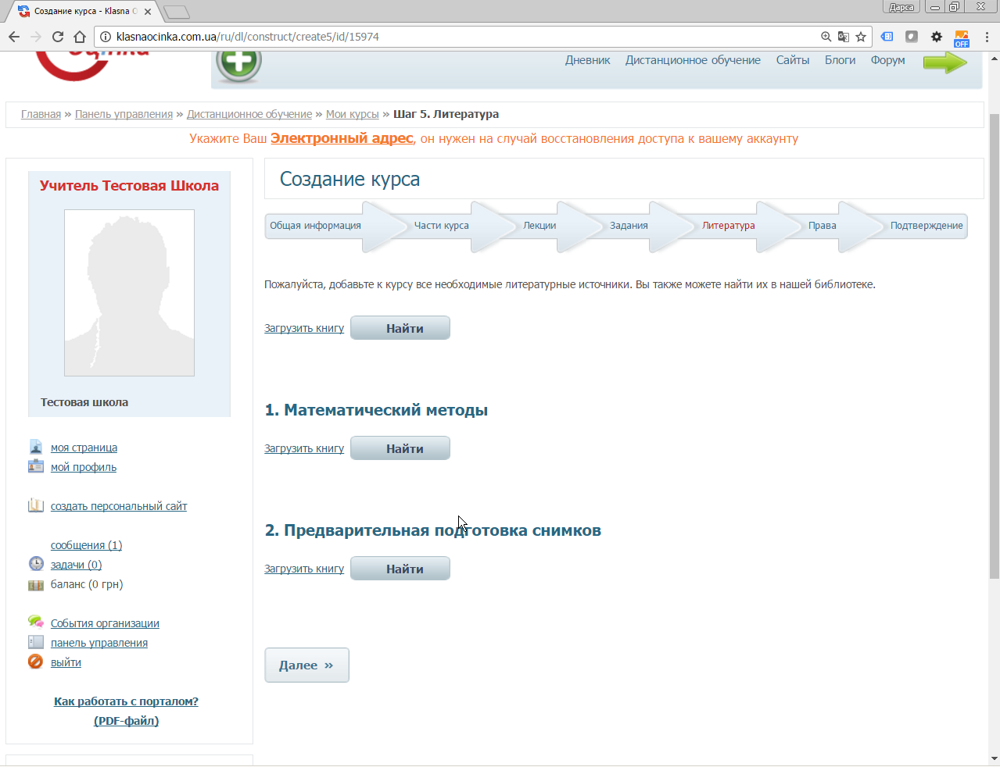 Создание курса - Klasna О
Дарса
klasnaocinka.com.ua/ru/dl/construct/create5/id/15974
OFF
Дневник Дистанционное обучение Сайты Блоги Форум
Главная » Панель управления » Дистанционное обучение » Мои курсы » Шаг 5. Литература
Укажите Ваш Электронный адрес, он нужен на случай восстановления доступа к вашему аккаунту
Учитель Тестовая Школа
Тестовая школа
моя страница
мой профиль
создать персональный сайт
сообщения (1)
задачи (0)
баланс (0 грн)
События организации
панель управления
выйти
Как работать с порталом?
(PDF-файл)
Создание курса
Общая информация Части курса Лекции Задания Литература Права Подтверждение
Пожалуйста, добавьте к курсу все необходимые литературные источники. Вы также можете найти их в нашей библиотеке.
Загрузить книгу Найти
1. Математический методы
Загрузить книгу Найти
2. Предварительная подготовка снимков
Загрузить книгу Найти
Далее »